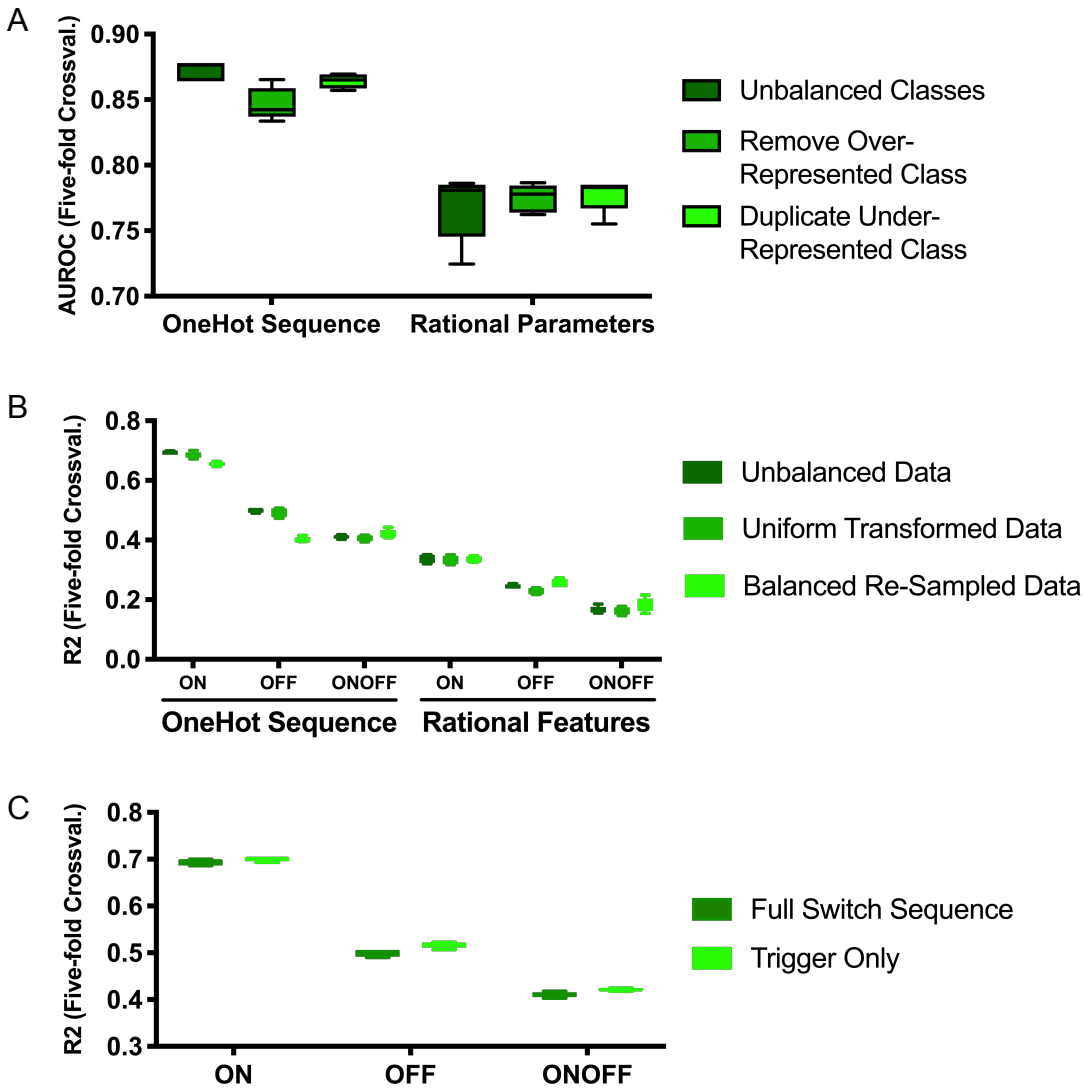 A
AUROC (Five-fold Crossval.)
0.90
0.85
0.80
0.75
0.70
OneHot Sequence
Rational Parameters
Unbalanced Classes
Remove Over-
Represented Class
Duplicate Under-
Represented Class
B
R2 (Five-fold Crossval.)
0.8
0.6
0.4
0.2
0.0
ON
OFF
ONOFF
ON
OFF
ONOFF
OneHot Sequence
Rational Features
Unbalanced Data
Uniform Transformed Data
Balanced Re-Sampled Data
C
R2 (Five-fold Crossval.)
0.8
0.7
0.6
0.5
0.4
0.3
ON
OFF
ONOFF
Full Switch Sequence
Trigger Only